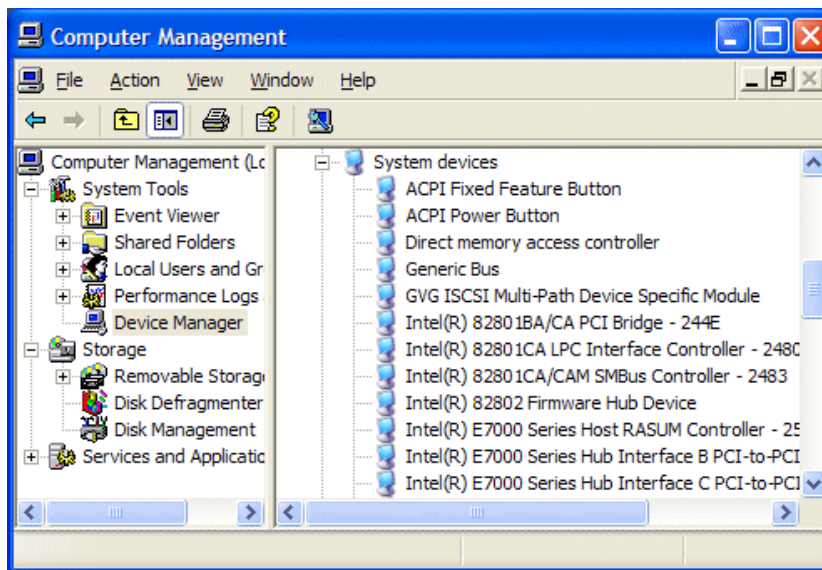 Computer Management
File Action View Window Help
Computer Management (Lc
System Tools
Event Viewer
Shared Folders
Local Users and Gr
Performance Logs
Device Manager
Storage
Removable Storag
Disk Defragmenter
Disk Management
Services and Applicatio
System devices
ACPI Fixed Feature Button
ACPI Power Button
Direct memory access controller
Generic Bus
GVG ISCSI Multi-Path Device Specific Module
Intel(R) 82801BA/CA PCI Bridge - 244E
Intel(R) 82801CA LPC Interface Controller - 2480
Intel(R) 82801CA/CAM SMBus Controller - 2483
Intel(R) 82802 Firmware Hub Device
Intel(R) E7000 Series Host RASUM Controller - 25
Intel(R) E7000 Series Hub Interface B PCI-to-PCI
Intel(R) E7000 Series Hub Interface C PCI-to-PCI